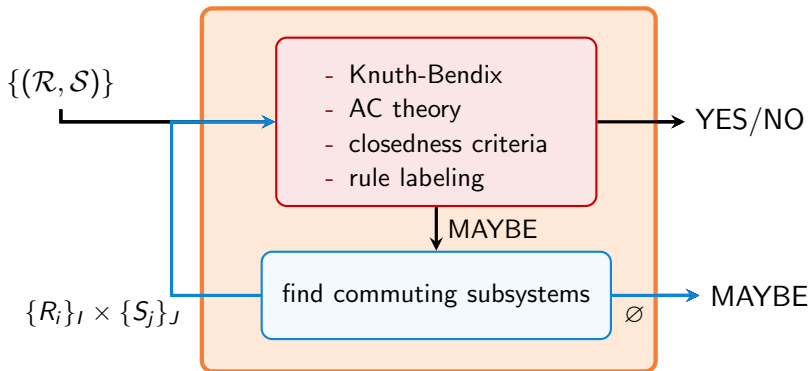 {(ℛ, 𝒮)}
- Knuth-Bendix
- AC theory
- closedness criteria
- rule labeling
YES/NO
MAYBE
find commuting subsystems
{R_i}_I × {S_j}_J
∅
MAYBE